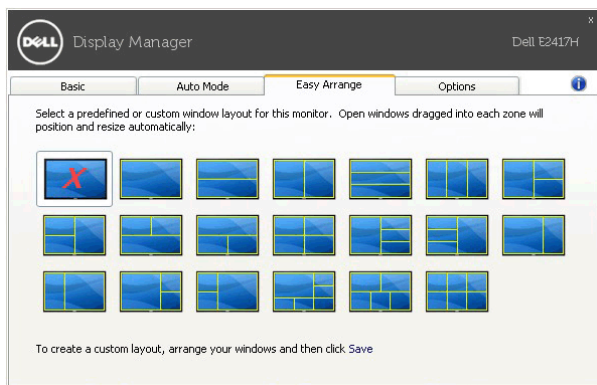 x
DELL Display Manager Dell E2417H
Basic Auto Mode Easy Arrange Options i
Select a predefined or custom window layout for this monitor. Open windows dragged into each zone will
position and resize automatically:
X
To create a custom layout, arrange your windows and then click Save